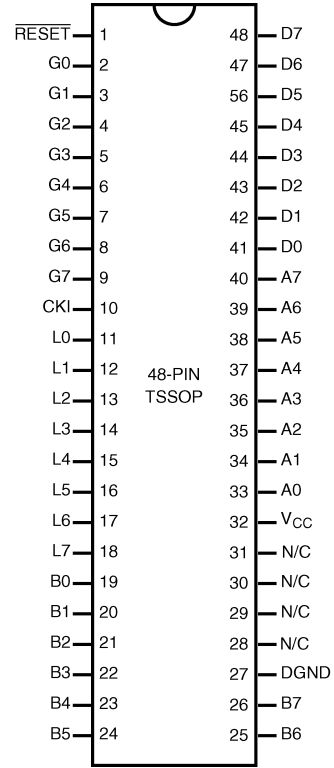 RESET 1 48 D7
G0 2 47 D6
G1 3 56 D5
G2 4 45 D4
G3 5 44 D3
G4 6 43 D2
G5 7 42 D1
G6 8 41 D0
G7 9 40 A7
CKI 10 39 A6
L0 11 38 A5
L1 12 37 A4
48-PIN
L2 13 36 A3
TSSOP
L3 14 35 A2
L4 15 34 A1
L5 16 33 A0
L6 17 32 VCC
L7 18 31 N/C
B0 19 30 N/C
B1 20 29 N/C
B2 21 28 N/C
B3 22 27 DGND
B4 23 26 B7
B5 24 25 B6